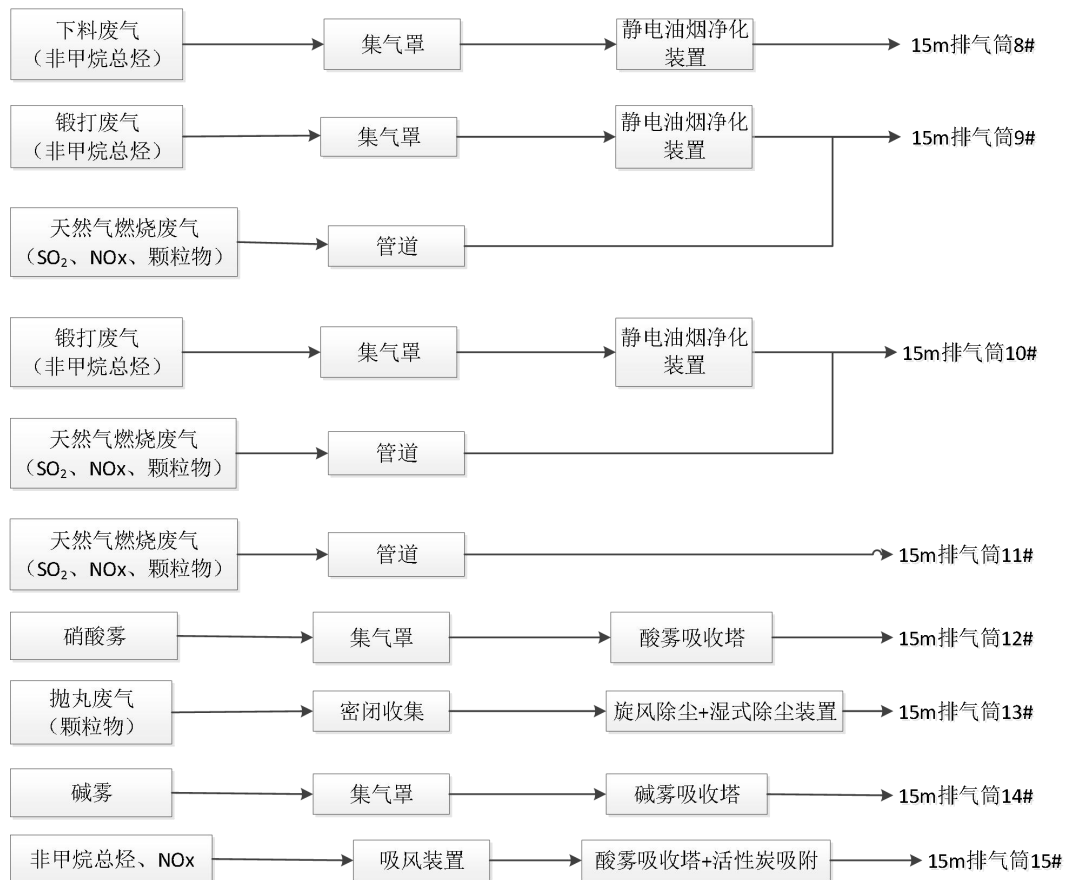 下料废气
（非甲烷总烃）
集气罩
静电油烟净化
装置
15m排气筒8#
锻打废气
（非甲烷总烃）
集气罩
静电油烟净化
装置
15m排气筒9#
天然气燃烧废气
（SO₂、NOx、颗粒物）
管道
锻打废气
（非甲烷总烃）
集气罩
静电油烟净化
装置
15m排气筒10#
天然气燃烧废气
（SO₂、NOx、颗粒物）
管道
天然气燃烧废气
（SO₂、NOx、颗粒物）
管道
15m排气筒11#
硝酸雾
集气罩
酸雾吸收塔
15m排气筒12#
抛丸废气
（颗粒物）
密闭收集
旋风除尘+湿式除尘装置
15m排气筒13#
碱雾
集气罩
碱雾吸收塔
15m排气筒14#
非甲烷总烃、NOx
吸风装置
酸雾吸收塔+活性炭吸附
15m排气筒15#